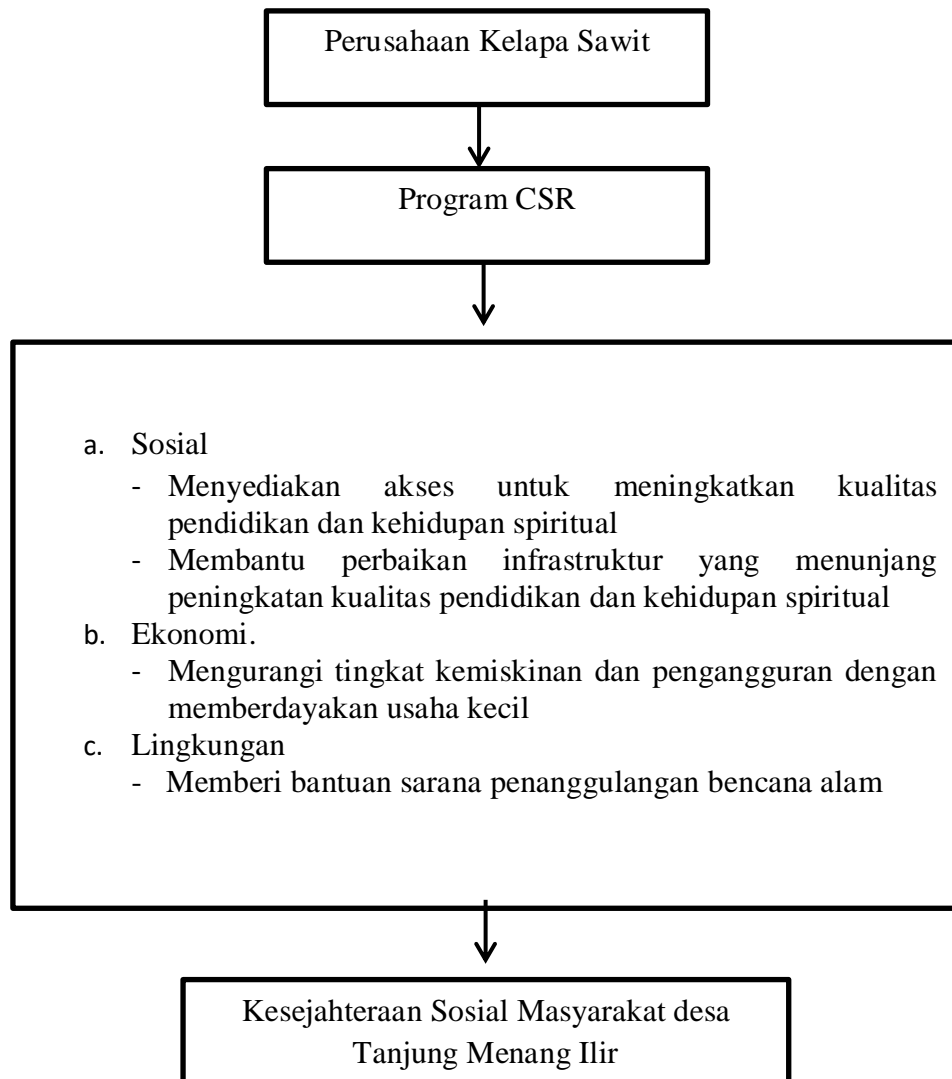 Perusahaan Kelapa Sawit
Program CSR
a. Sosial
- Menyediakan akses untuk meningkatkan kualitas
pendidikan dan kehidupan spiritual
- Membantu perbaikan infrastruktur yang menunjang
peningkatan kualitas pendidikan dan kehidupan spiritual
b. Ekonomi.
- Mengurangi tingkat kemiskinan dan pengangguran dengan
memberdayakan usaha kecil
c. Lingkungan
- Memberi bantuan sarana penanggulangan bencana alam
Kesejahteraan Sosial Masyarakat desa
Tanjung Menang Ilir